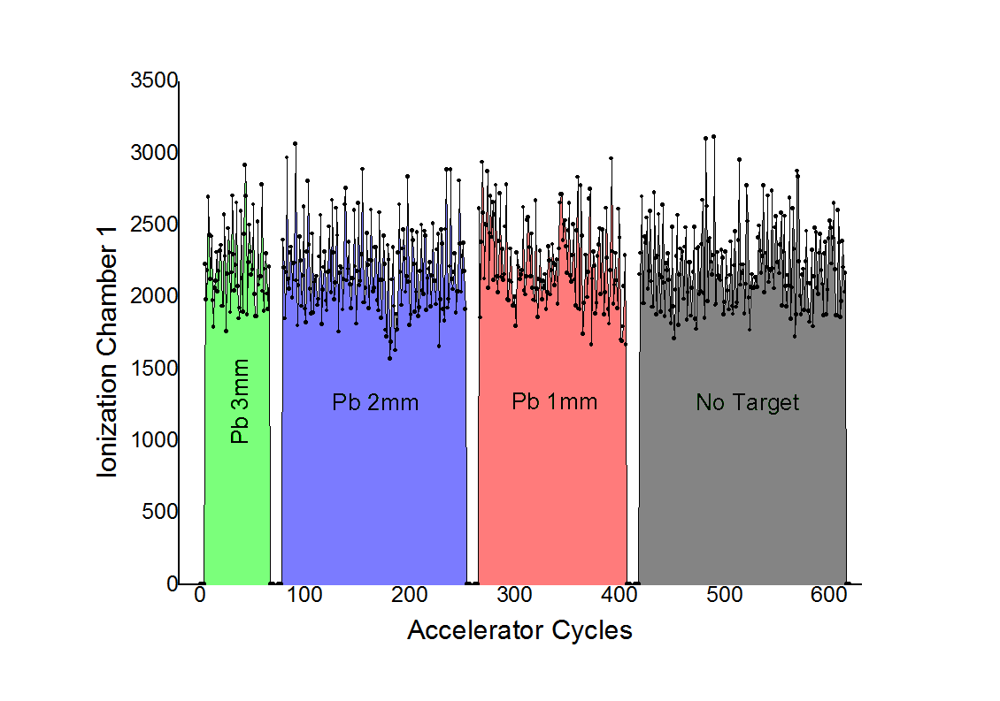 3500
3000
2500
2000
1500
1000
500
0
Ionization Chamber 1
Pb 3mm
Pb 2mm
Pb 1mm
No Target
0 100 200 300 400 500 600
Accelerator Cycles